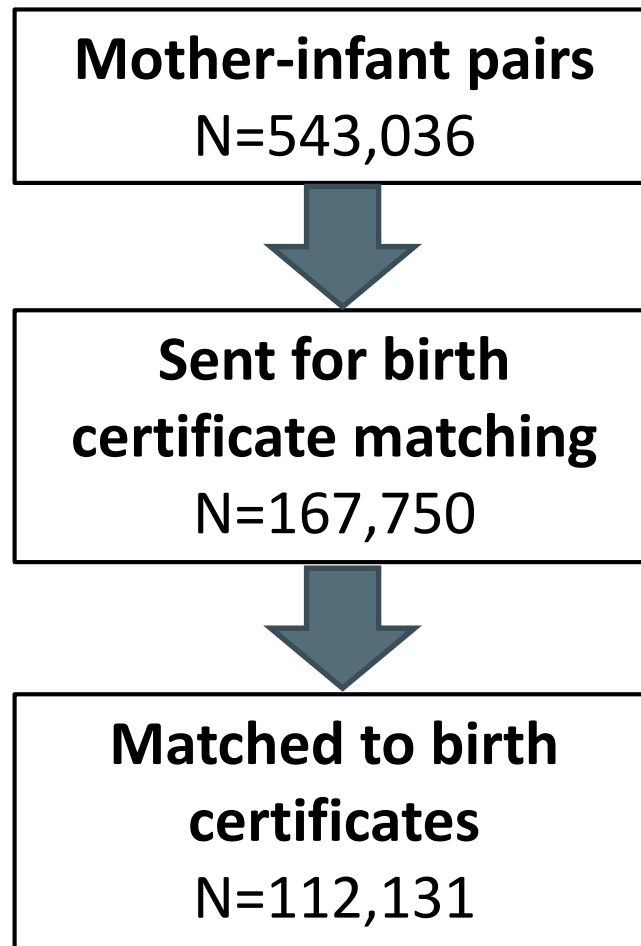 Mother-infant pairs
N=543,036
Sent for birth
certificate matching
N=167,750
Matched to birth
certificates
N=112,131